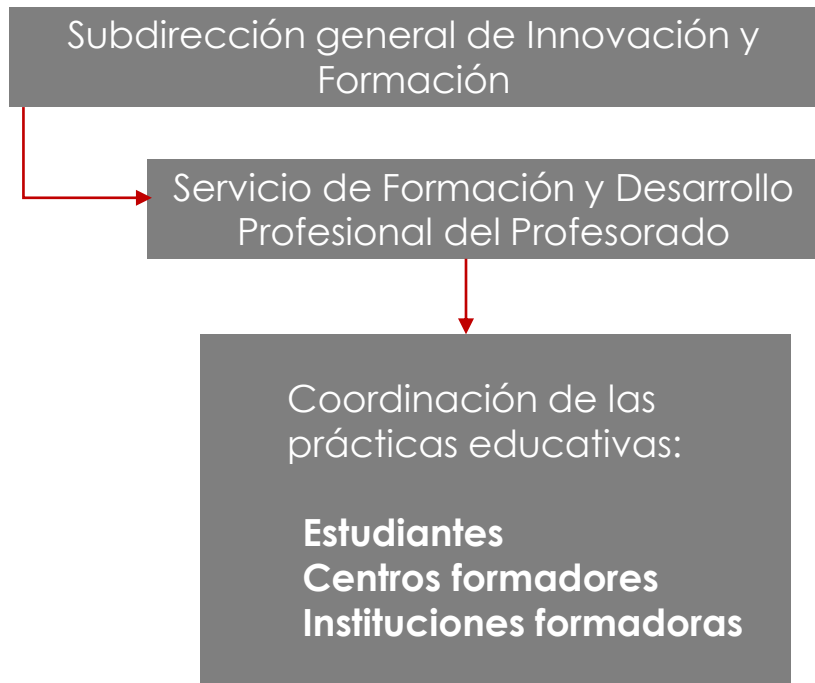 Subdirección general de Innovación y
Formación
Servicio de Formación y Desarrollo
Profesional del Profesorado
Coordinación de las
prácticas educativas:
Estudiantes
Centros formadores
Instituciones formadoras